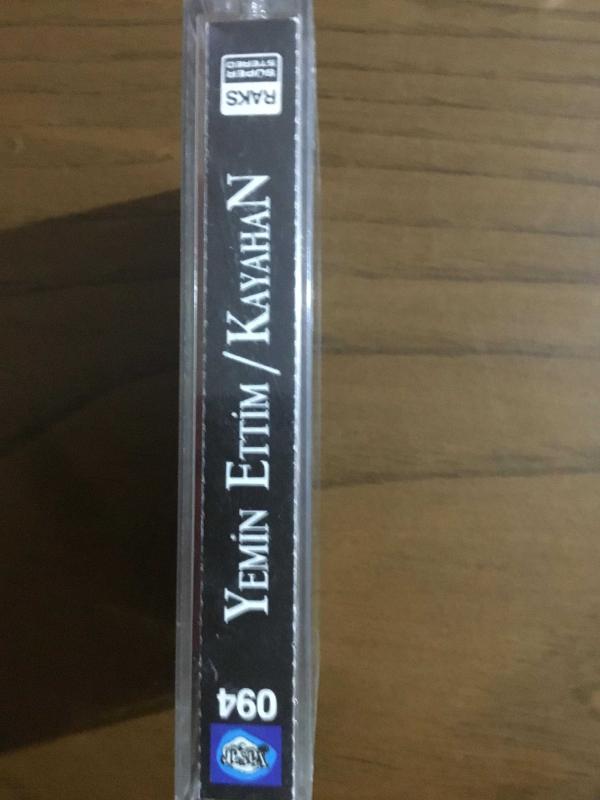 RAKS
SÜPER
STEREO
YEMİN ETTİM / KAYAHAN
094